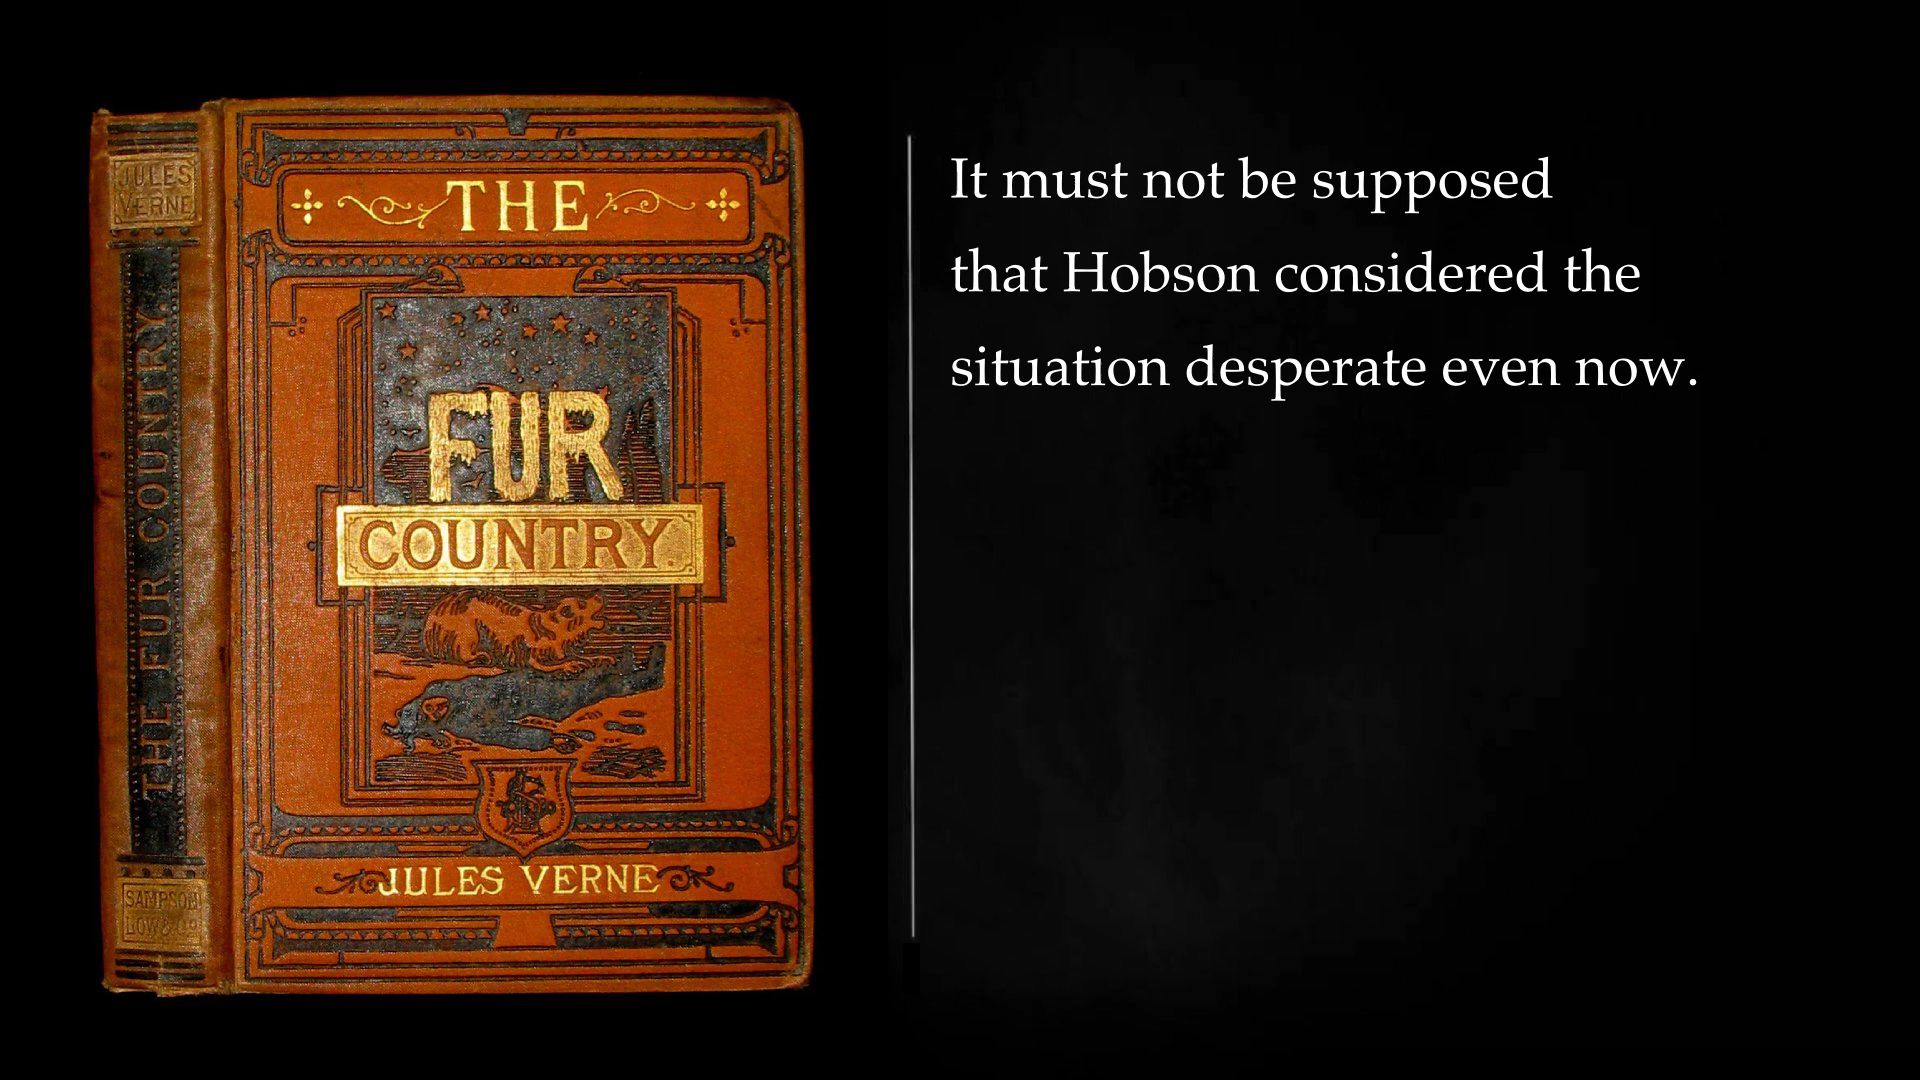 JULES
VERNE
THE FUR COUNTRY.
SAMPSON
LOW & Co
THE
FUR
COUNTRY.
JULES VERNE
It must not be supposed
that Hobson considered the
situation desperate even now.